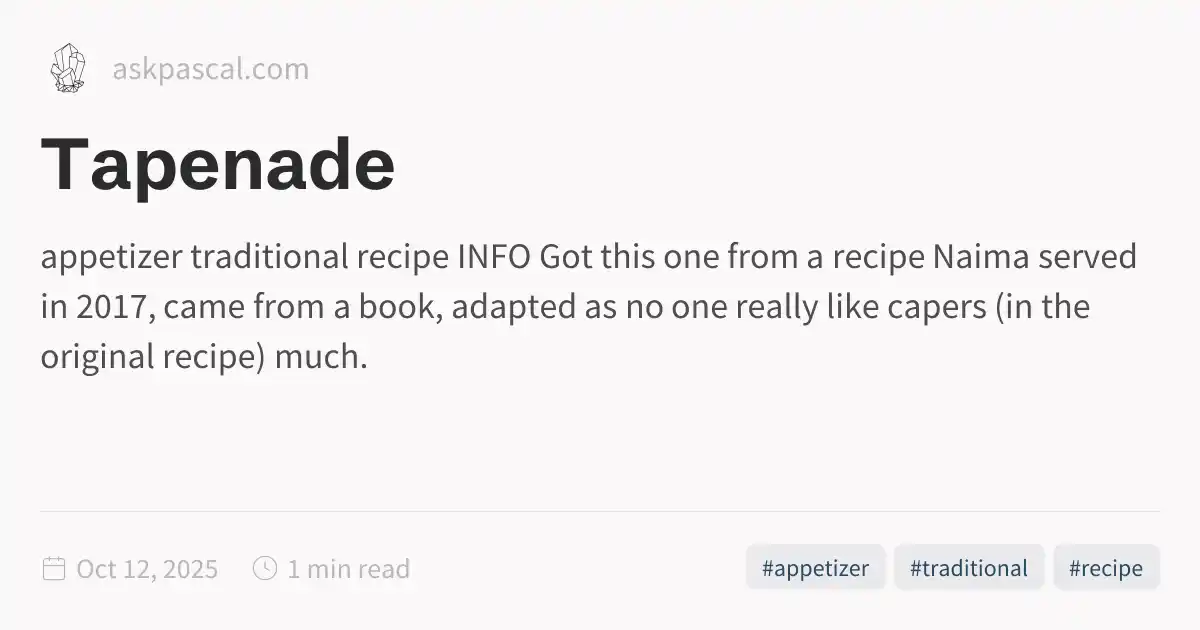 askpascal.com
Tapenade
appetizer traditional recipe INFO Got this one from a recipe Naima served
in 2017, came from a book, adapted as no one really like capers (in the
original recipe) much.
Oct 12, 2025 1 min read #appetizer #traditional #recipe